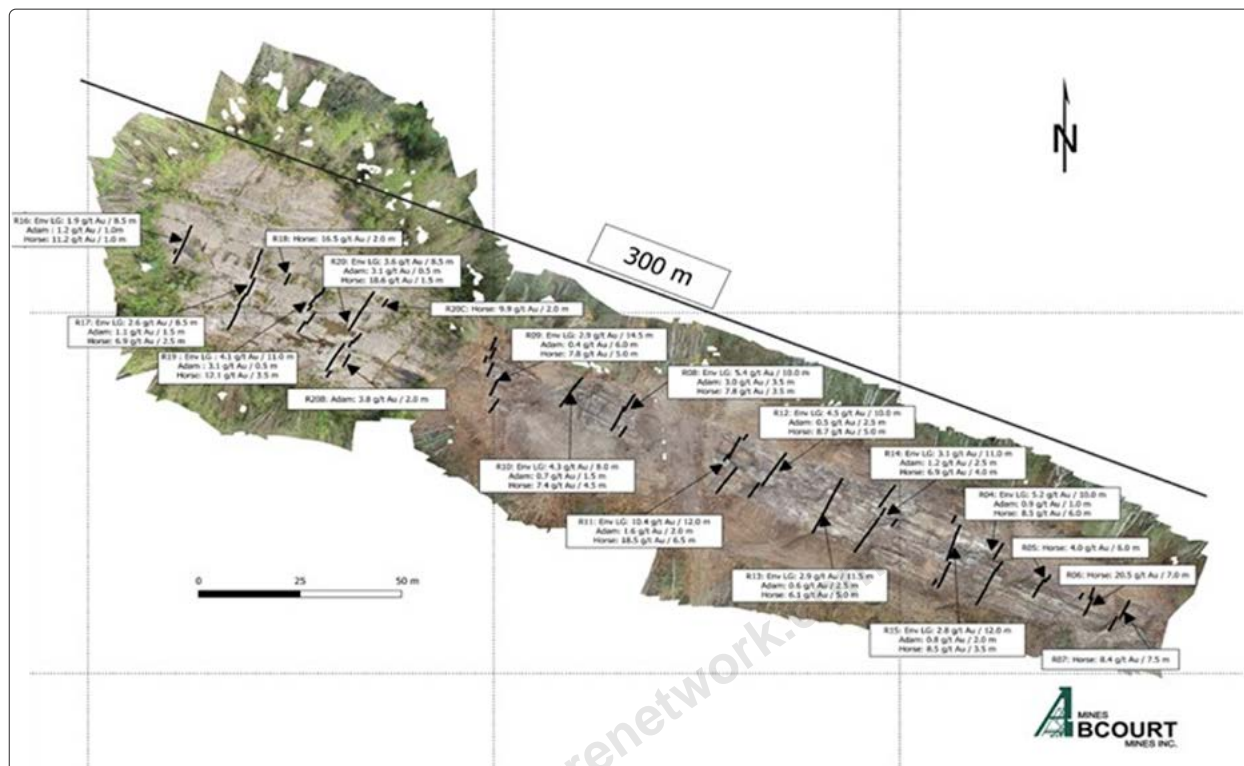 N
300 m
R16: Env LG: 1.9 g/t Au / 8.5 m
Adam : 1.2 g/t Au / 1.0m
Horse: 11.2 g/t Au / 1.0 m
R18: Horse: 16.5 g/t Au / 2.0 m
R20: Env LG: 3.6 g/t Au / 8.5 m
Adam: 3.1 g/t Au / 0.5 m
Horse: 18.6 g/t Au / 1.5 m
R20C: Horse: 9.9 g/t Au / 2.0 m
R17: Env LG: 2.6 g/t Au / 8.5 m
Adam: 1.1 g/t Au / 1.5 m
Horse: 6.9 g/t Au / 2.5 m
R19 : Env LG : 4.1 g/t Au / 11.0 m
Adam : 3.1 g/t Au / 0.5 m
Horse: 12.1 g/t Au / 3.5 m
R20B: Adam: 3.8 g/t Au / 2.0 m
R09: Env LG: 2.9 g/t Au / 14.5 m
Adam: 0.4 g/t Au / 6.0 m
Horse: 7.8 g/t Au / 5.0 m
R08: Env LG: 5.4 g/t Au / 10.0 m
Adam: 3.0 g/t Au / 3.5 m
Horse: 7.8 g/t Au / 3.5 m
R12: Env LG: 4.5 g/t Au / 10.0 m
Adam: 0.5 g/t Au / 2.5 m
Horse: 8.7 g/t Au / 5.0 m
R14: Env LG: 3.1 g/t Au / 11.0 m
Adam: 1.2 g/t Au / 2.5 m
Horse: 6.9 g/t Au / 4.0 m
R10: Env LG: 4.3 g/t Au / 8.0 m
Adam: 0.7 g/t Au / 1.5 m
Horse: 7.4 g/t Au / 4.5 m
R04: Env LG: 5.2 g/t Au / 10.0 m
Adam: 0.9 g/t Au / 1.0 m
Horse: 8.5 g/t Au / 6.0 m
R11: Env LG: 10.4 g/t Au / 12.0 m
Adam: 1.6 g/t Au / 2.0 m
Horse: 18.5 g/t Au / 6.5 m
R05: Horse: 4.0 g/t Au / 6.0 m
R06: Horse: 20.5 g/t Au / 7.0 m
R13: Env LG: 2.9 g/t Au / 11.5 m
Adam: 0.6 g/t Au / 2.5 m
Horse: 6.1 g/t Au / 5.0 m
R15: Env LG: 2.8 g/t Au / 12.0 m
Adam: 0.8 g/t Au / 2.0 m
Horse: 8.5 g/t Au / 3.5 m
R07: Horse: 8.4 g/t Au / 7.5 m
0 25 50 m
MINES
ABCOURT
MINES INC.